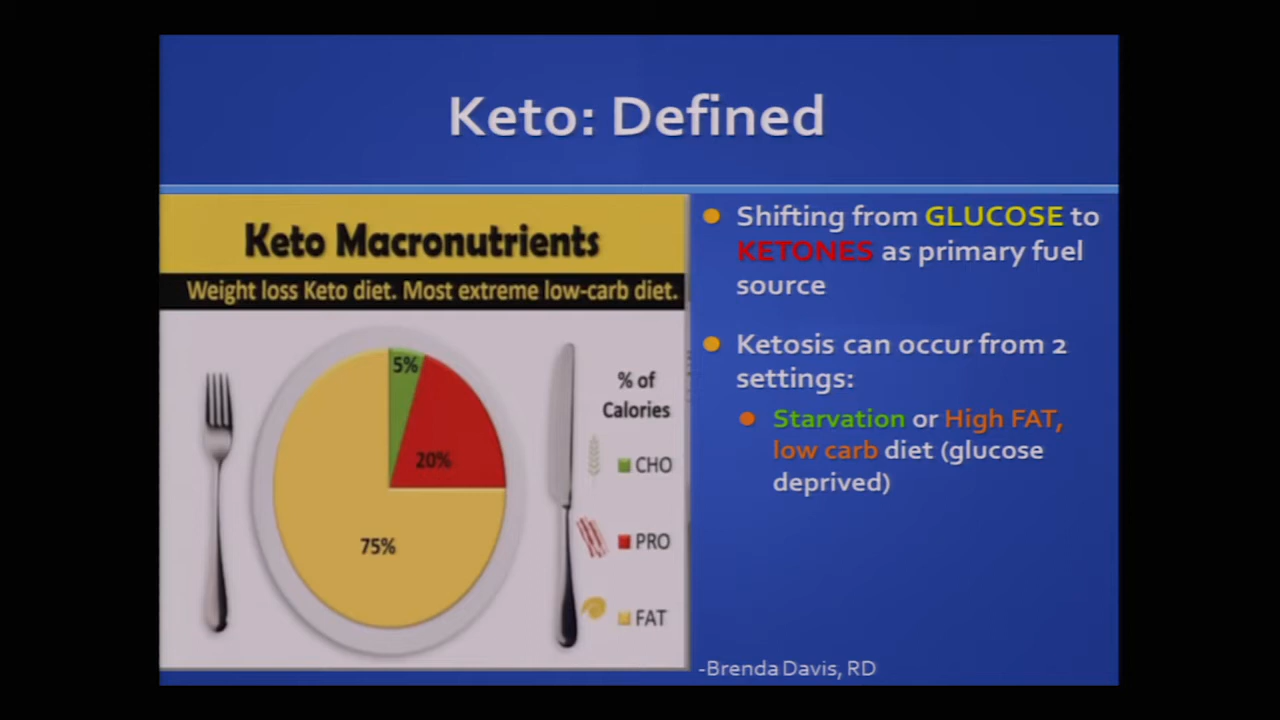 Keto: Defined
Keto Macronutrients
Weight loss Keto diet. Most extreme low-carb diet.
5%
20%
75%
% of
Calories
CHO
PRO
FAT
Shifting from GLUCOSE to
KETONES as primary fuel
source
Ketosis can occur from 2
settings:
Starvation or High FAT,
low carb diet (glucose
deprived)
-Brenda Davis, RD